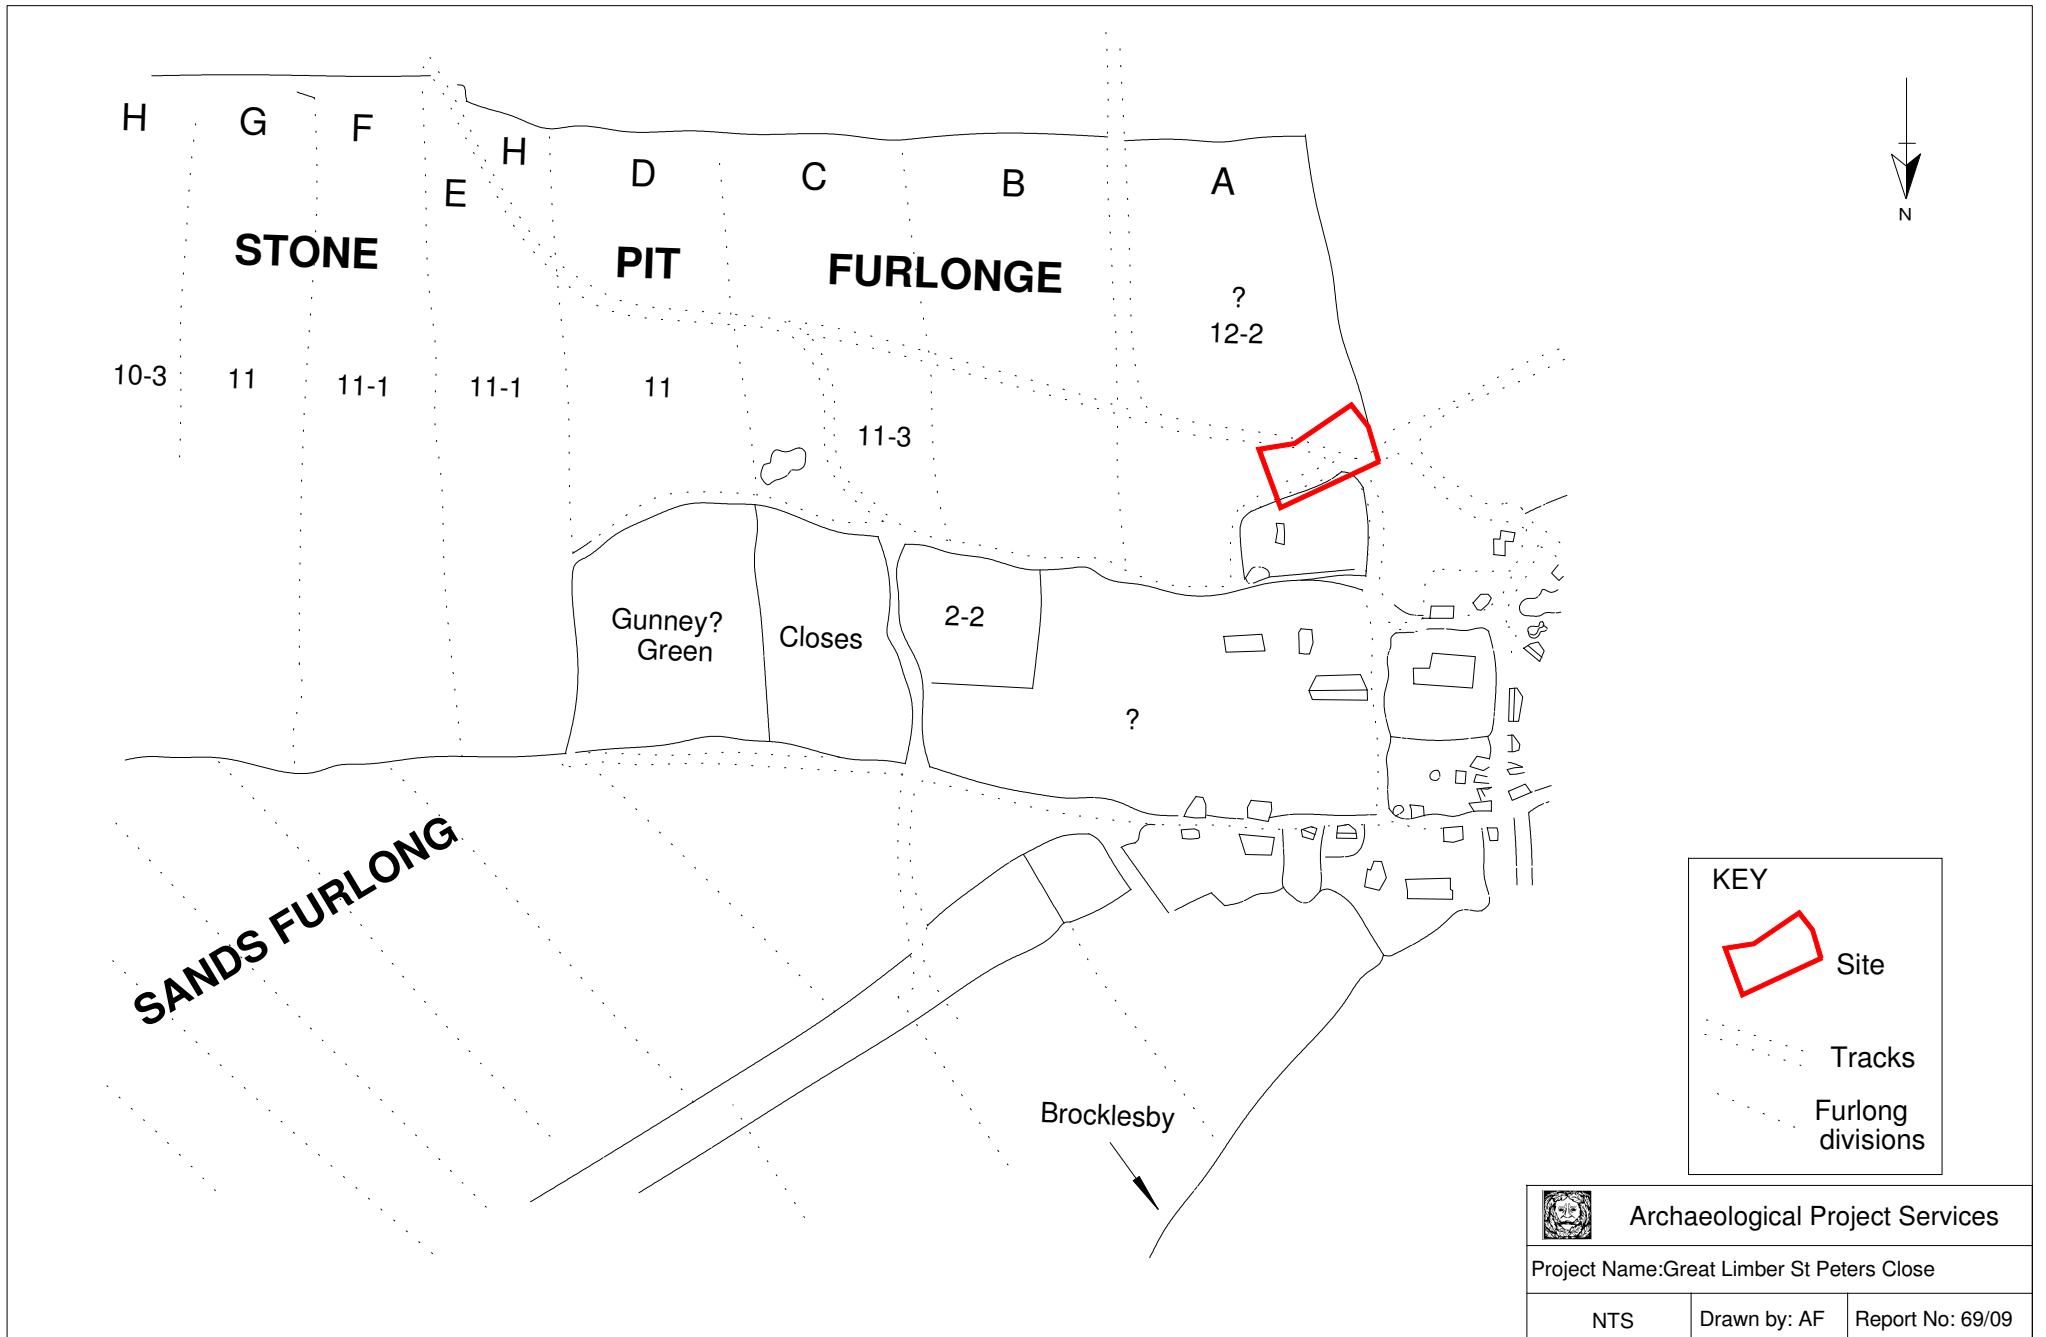 H G F E H D C B A
N
STONE PIT FURLONGE
?
12-2
10-3 11 11-1 11-1 11
11-3
Gunney?
Green
Closes
2-2
?
SANDS FURLONG
Brocklesby
KEY
Site
Tracks
Furlong
divisions
Archaeological Project Services
Project Name:Great Limber St Peters Close
NTS
Drawn by: AF
Report No: 69/09